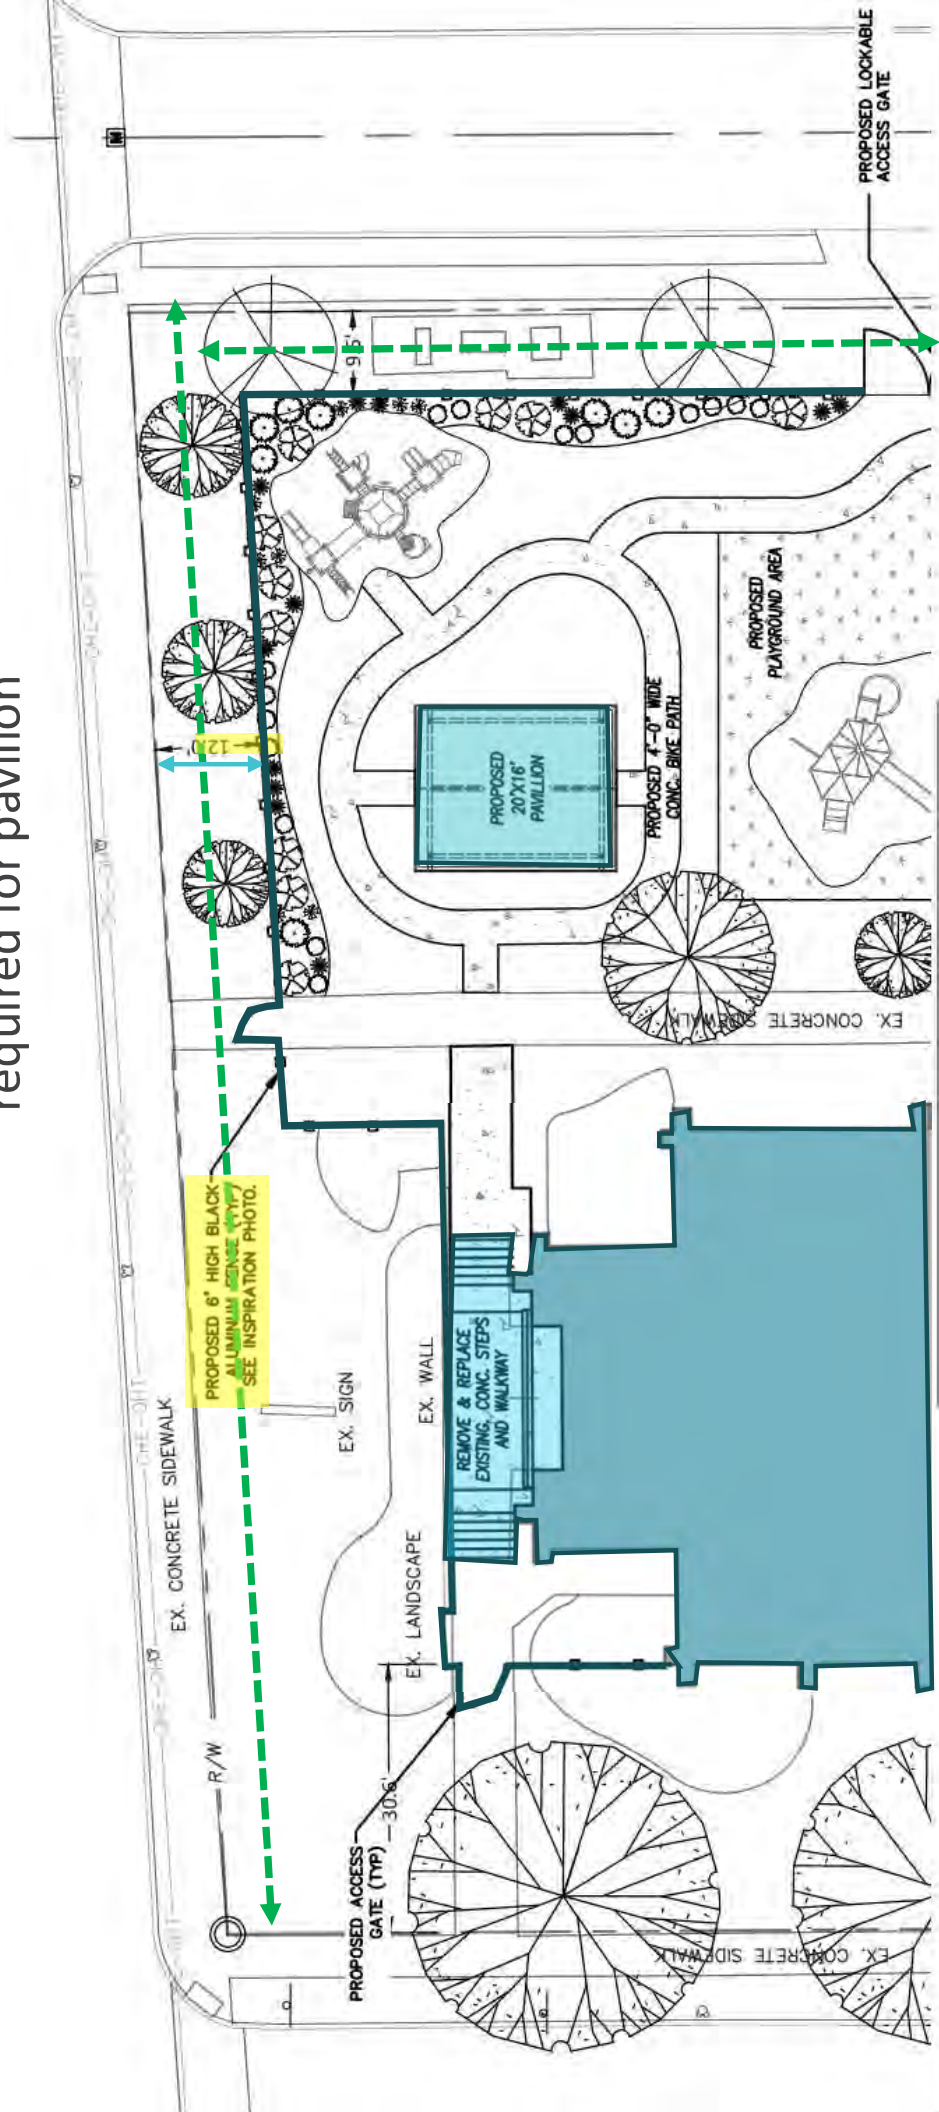 required for pavilion
PROPOSED LOCKABLE
ACCESS GATE
M
9.5'
12.0'
PROPOSED
PLAYGROUND AREA
PROPOSED
20'X16'
PAVILLION
PROPOSED 4'-0" WIDE
CONC. BIKE PATH
EX. CONCRETE SIDEWALK
PROPOSED 6' HIGH BLACK
ALUMINUM FENCE (TYP)
SEE INSPIRATION PHOTO.
EX. CONCRETE SIDEWALK
EX. SIGN
EX. WALL
REMOVE & REPLACE
EXISTING, CONC. STEPS
AND WALKWAY
EX. LANDSCAPE
R/W
30.6'
PROPOSED ACCESS
GATE (TYP)
EX. CONCRETE SIDEWALK